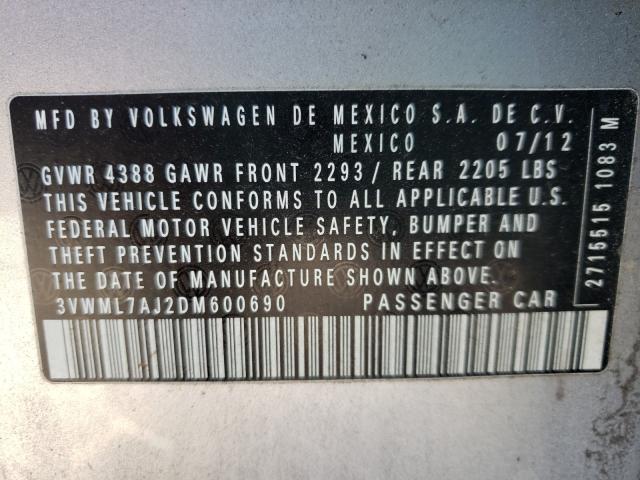 MFD BY VOLKSWAGEN DE MEXICO S.A. DE C.V.
MEXICO 07/12
GVWR 4388 GAWR FRONT 2293/ REAR 2205 LBS
THIS VEHICLE CONFORMS TO ALL APPLICABLE U.S.
FEDERAL MOTOR VEHICLE SAFETY, BUMPER AND
THEFT PREVENTION STANDARDS IN EFFECT ON
THE DATE OF MANUFACTURE SHOWN ABOVE.
3VWML7AJ2DM600690 PASSENGER CAR
2715515 1083 M